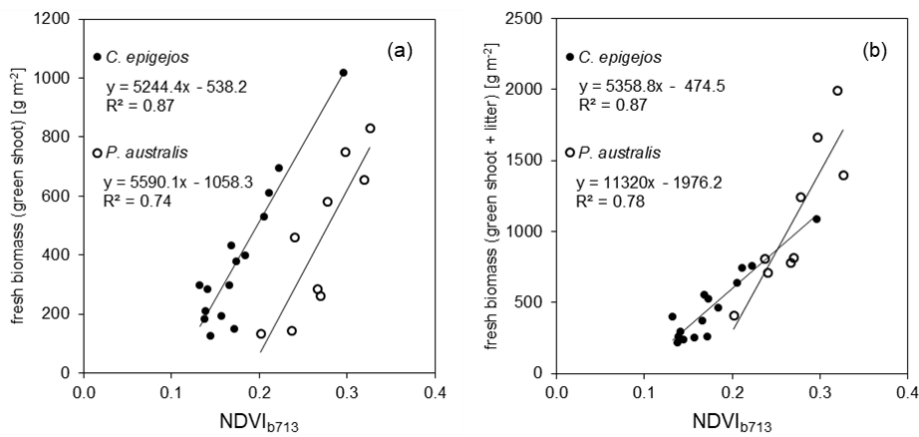 (a)
C. epigejos
y = 5244.4x - 538.2
R² = 0.87
P. australis
y = 5590.1x - 1058.3
R² = 0.74
fresh biomass (green shoot) [g m-2]
1200
1000
800
600
400
200
0
0.0 0.1 0.2 0.3 0.4
NDVIb713
(b)
C. epigejos
y = 5358.8x - 474.5
R² = 0.87
P. australis
y = 11320x - 1976.2
R² = 0.78
fresh biomass (green shoot + litter) [g m-2]
2500
2000
1500
1000
500
0
0.0 0.1 0.2 0.3 0.4
NDVIb713